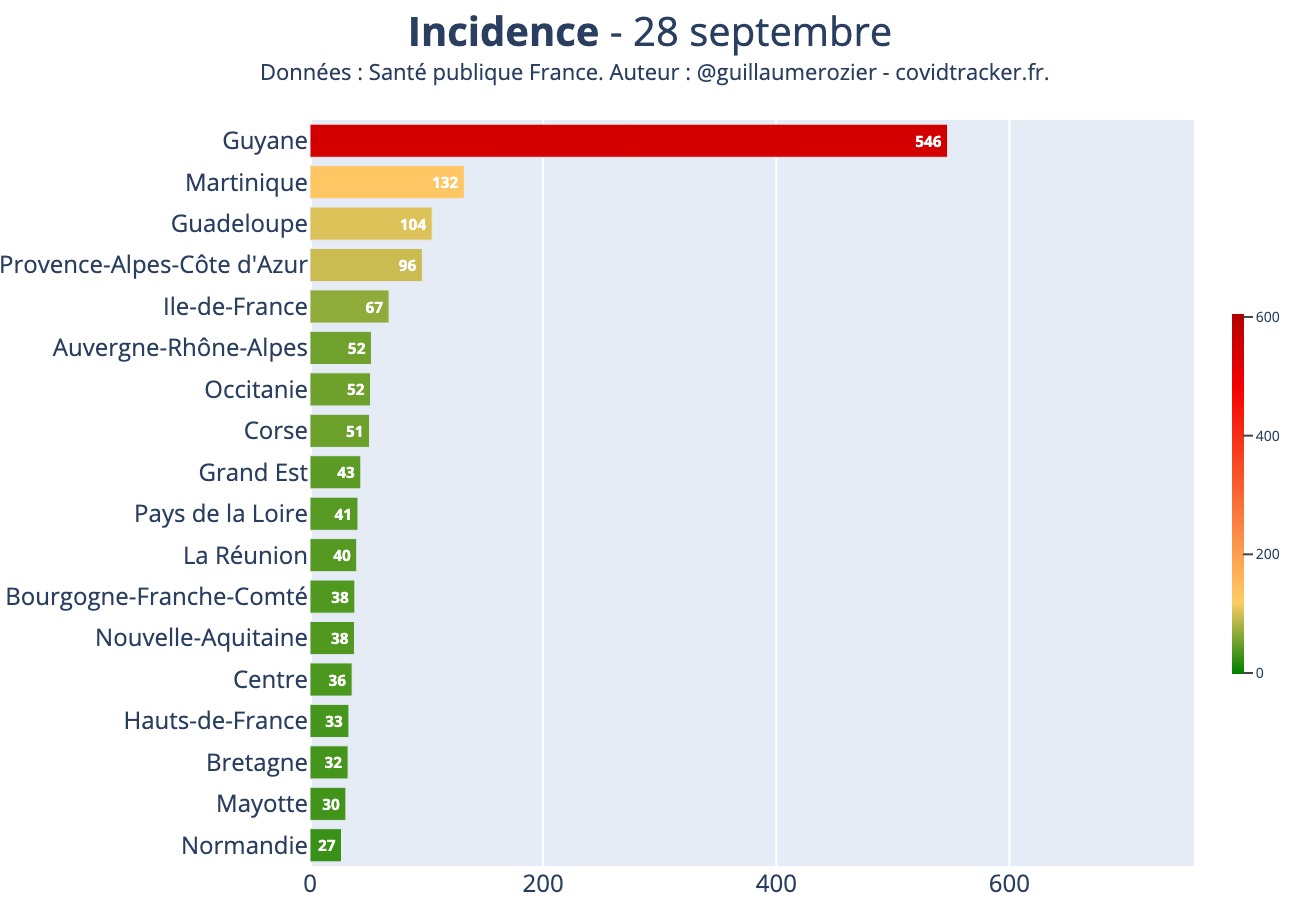 Incidence - 28 septembre
Données : Santé publique France. Auteur : @guillaumerozier - covidtracker.fr.
Guyane 546
Martinique 132
Guadeloupe 104
Provence-Alpes-Côte d'Azur 96
Ile-de-France 67
Auvergne-Rhône-Alpes 52
Occitanie 52
Corse 51
Grand Est 43
Pays de la Loire 41
La Réunion 40
Bourgogne-Franche-Comté 38
Nouvelle-Aquitaine 38
Centre 36
Hauts-de-France 33
Bretagne 32
Mayotte 30
Normandie 27
0 200 400 600
600
400
200
0